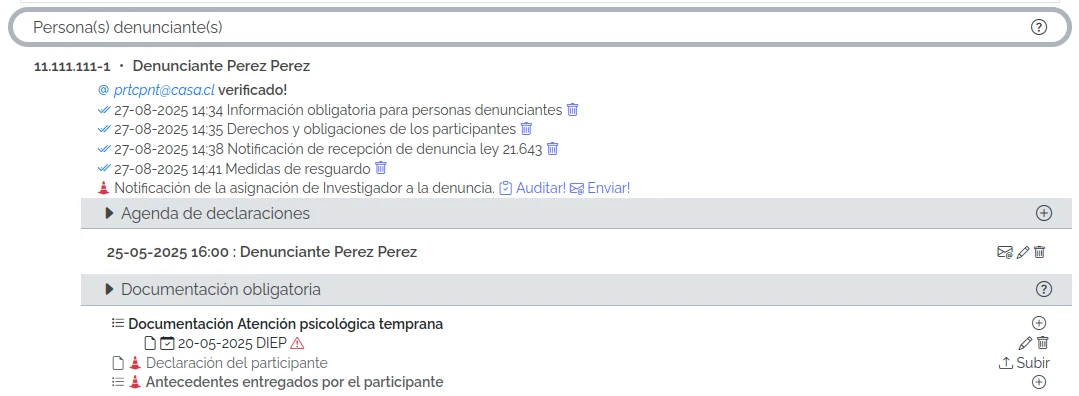 Persona(s) denunciante(s)
11.111.111-1 • Denunciante Perez Perez
@ prtcpnt@casa.cl verificado!
27-08-2025 14:34 Información obligatoria para personas denunciantes
27-08-2025 14:35 Derechos y obligaciones de los participantes
27-08-2025 14:38 Notificación de recepción de denuncia ley 21.643
27-08-2025 14:41 Medidas de resguardo
Notificación de la asignación de Investigador a la denuncia. Auditar! Enviar!
Agenda de declaraciones
25-05-2025 16:00 : Denunciante Perez Perez
Documentación obligatoria
Documentación Atención psicológica temprana
20-05-2025 DIEP
Declaración del participante Subir
Antecedentes entregados por el participante